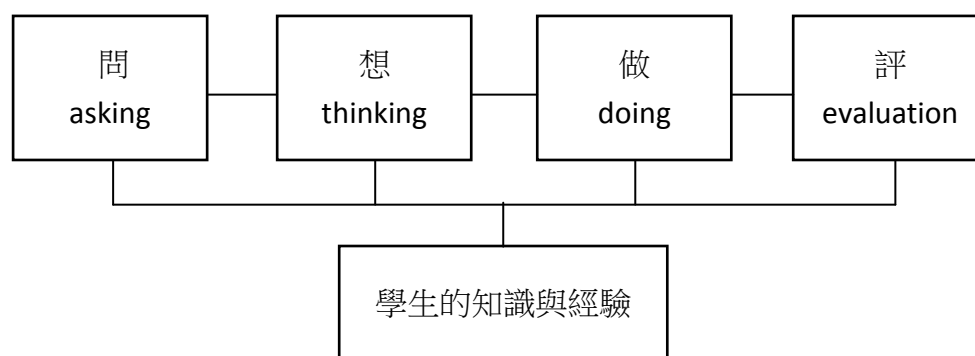 問
asking
想
thinking
做
doing
評
evaluation
學生的知識與經驗